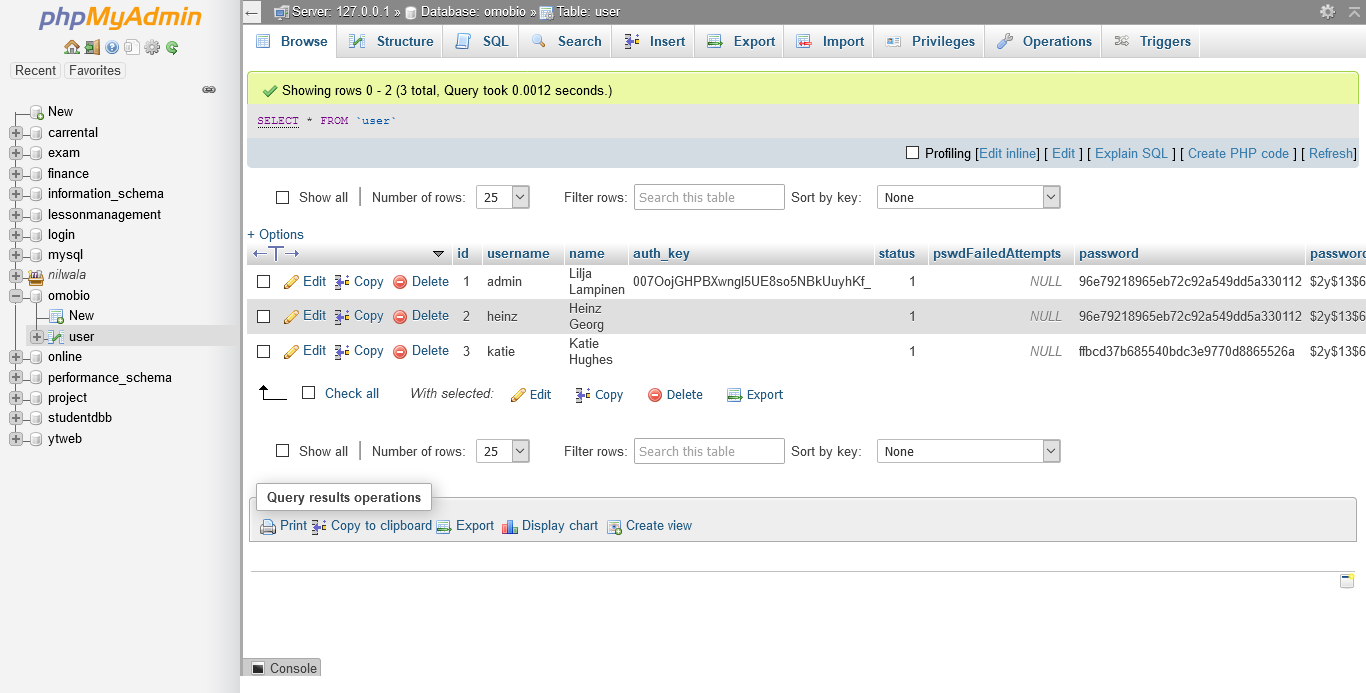 phpMyAdmin
Recent Favorites
New
carrental
exam
finance
information_schema
lessonmanagement
login
mysql
nilwala
omobio
New
user
online
performance_schema
project
studentdbb
ytweb
Server: 127.0.0.1 » Database: omobio » Table: user
Browse Structure SQL Search Insert Export Import Privileges Operations Triggers
Showing rows 0 - 2 (3 total, Query took 0.0012 seconds.)
SELECT * FROM `user`
Profiling [Edit inline] [ Edit ] [ Explain SQL ] [ Create PHP code ] [ Refresh]
Show all | Number of rows: 25 Filter rows: Search this table Sort by key: None
+ Options
←T→ id username name auth_key status pswdFailedAttempts password password
Edit Copy Delete 1 admin Lilja Lampinen 007OojGHPBXwngl5UE8so5NBkUuyhKf_ 1 NULL 96e79218965eb72c92a549dd5a330112 $2y$13$6
Edit Copy Delete 2 heinz Heinz Georg 1 NULL 96e79218965eb72c92a549dd5a330112 $2y$13$6
Edit Copy Delete 3 katie Katie Hughes 1 NULL ffbcd37b685540bdc3e9770d8865526a $2y$13$6
Check all With selected: Edit Copy Delete Export
Show all | Number of rows: 25 Filter rows: Search this table Sort by key: None
Query results operations
Print Copy to clipboard Export Display chart Create view
Console